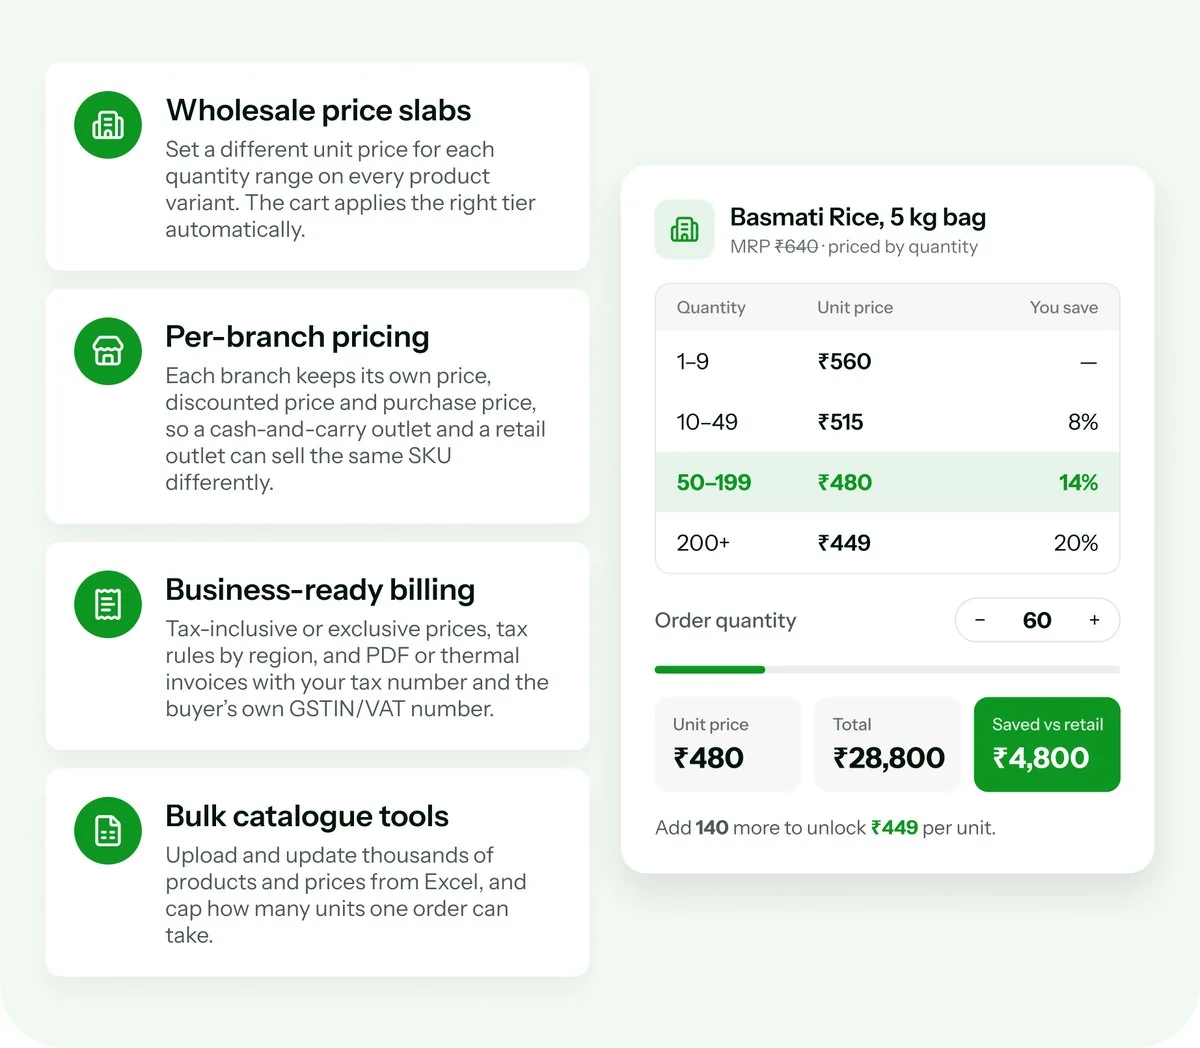 Wholesale price slabs
Set a different unit price for each
quantity range on every product
variant. The cart applies the right tier
automatically.
Per-branch pricing
Each branch keeps its own price,
discounted price and purchase price,
so a cash-and-carry outlet and a retail
outlet can sell the same SKU
differently.
Business-ready billing
Tax-inclusive or exclusive prices, tax
rules by region, and PDF or thermal
invoices with your tax number and the
buyer’s own GSTIN/VAT number.
Bulk catalogue tools
Upload and update thousands of
products and prices from Excel, and
cap how many units one order can
take.
Basmati Rice, 5 kg bag
MRP ₹640 · priced by quantity
Quantity Unit price You save
1–9 ₹560 —
10–49 ₹515 8%
50–199 ₹480 14%
200+ ₹449 20%
Order quantity − 60 +
Unit price Total Saved vs retail
₹480 ₹28,800 ₹4,800
Add 140 more to unlock ₹449 per unit.